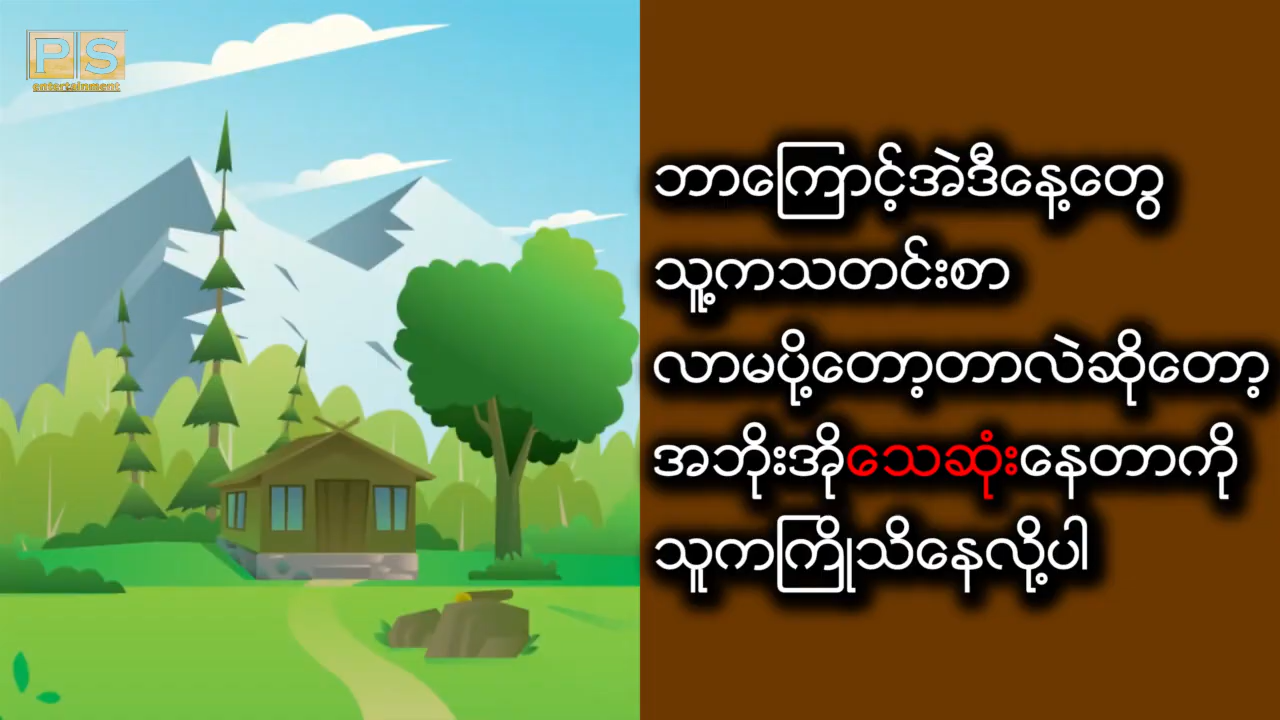 PS
entertainment
ဘာကြောင့်အဲဒီနေ့တွေ
သူ့ကသတင်းစာ
လာမပို့တော့တာလဲဆိုတော့
အဘိုးအိုသေဆုံးနေတာကို
သူကကြိုသိနေလို့ပါ